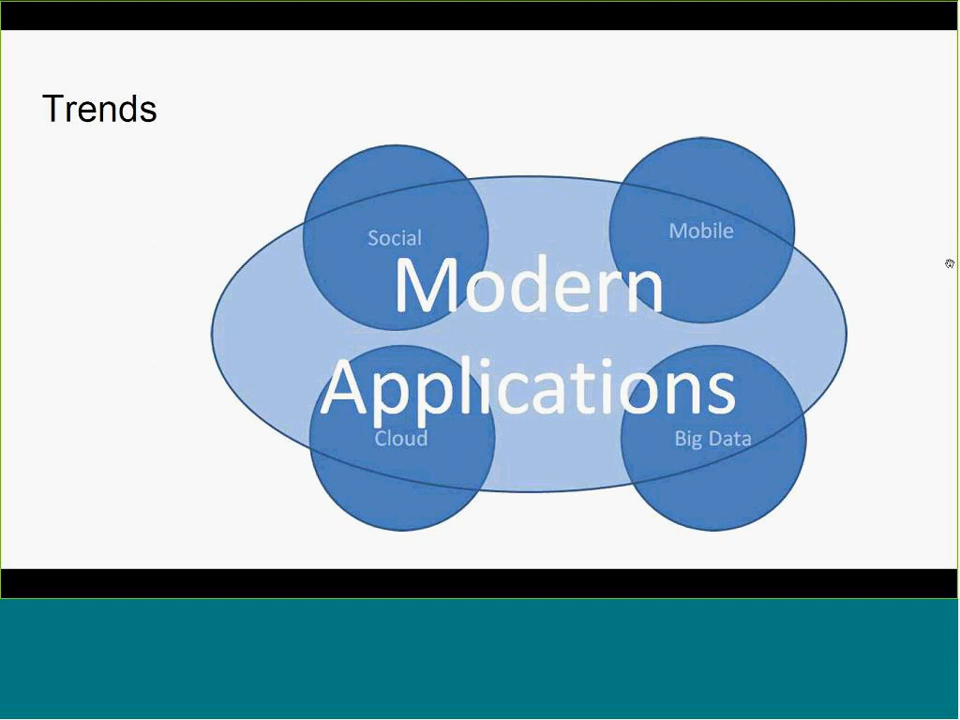 Trends
Social
Mobile
Modern
Applications
Cloud
Big Data